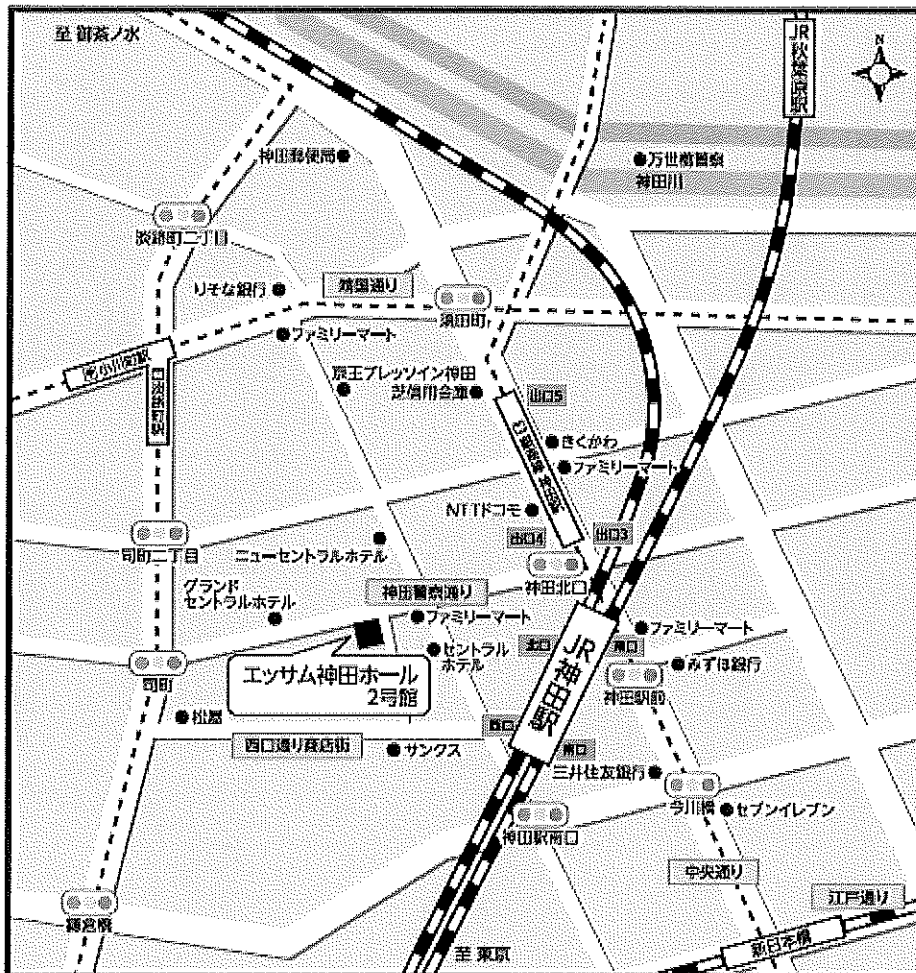 至 御茶ノ水
JR秋葉原駅
N
神田郵便局
万世橋警察
神田川
淡路町二丁目
りそな銀行
靖国通り
須田町
ファミリーマート
小川町駅
京王プレッソイン神田
芝信用金庫
出口5
淡路町駅
きくかわ
ファミリーマート
NTTドコモ
出口4
出口3
司町二丁目
ニューセントラルホテル
神田北口
グランド
セントラルホテル
神田警察通り
ファミリーマート
ファミリーマート
セントラル
ホテル
北口
東口
JR神田駅
みずほ銀行
エッサム神田ホール
2号館
司町
神田駅前
松屋
西口
西口通り商店街
サンクス
南口
三井住友銀行
今川橋
セブンイレブン
神田駅南口
中央通り
鎌倉橋
江戸通り
新日本橋
至 東京